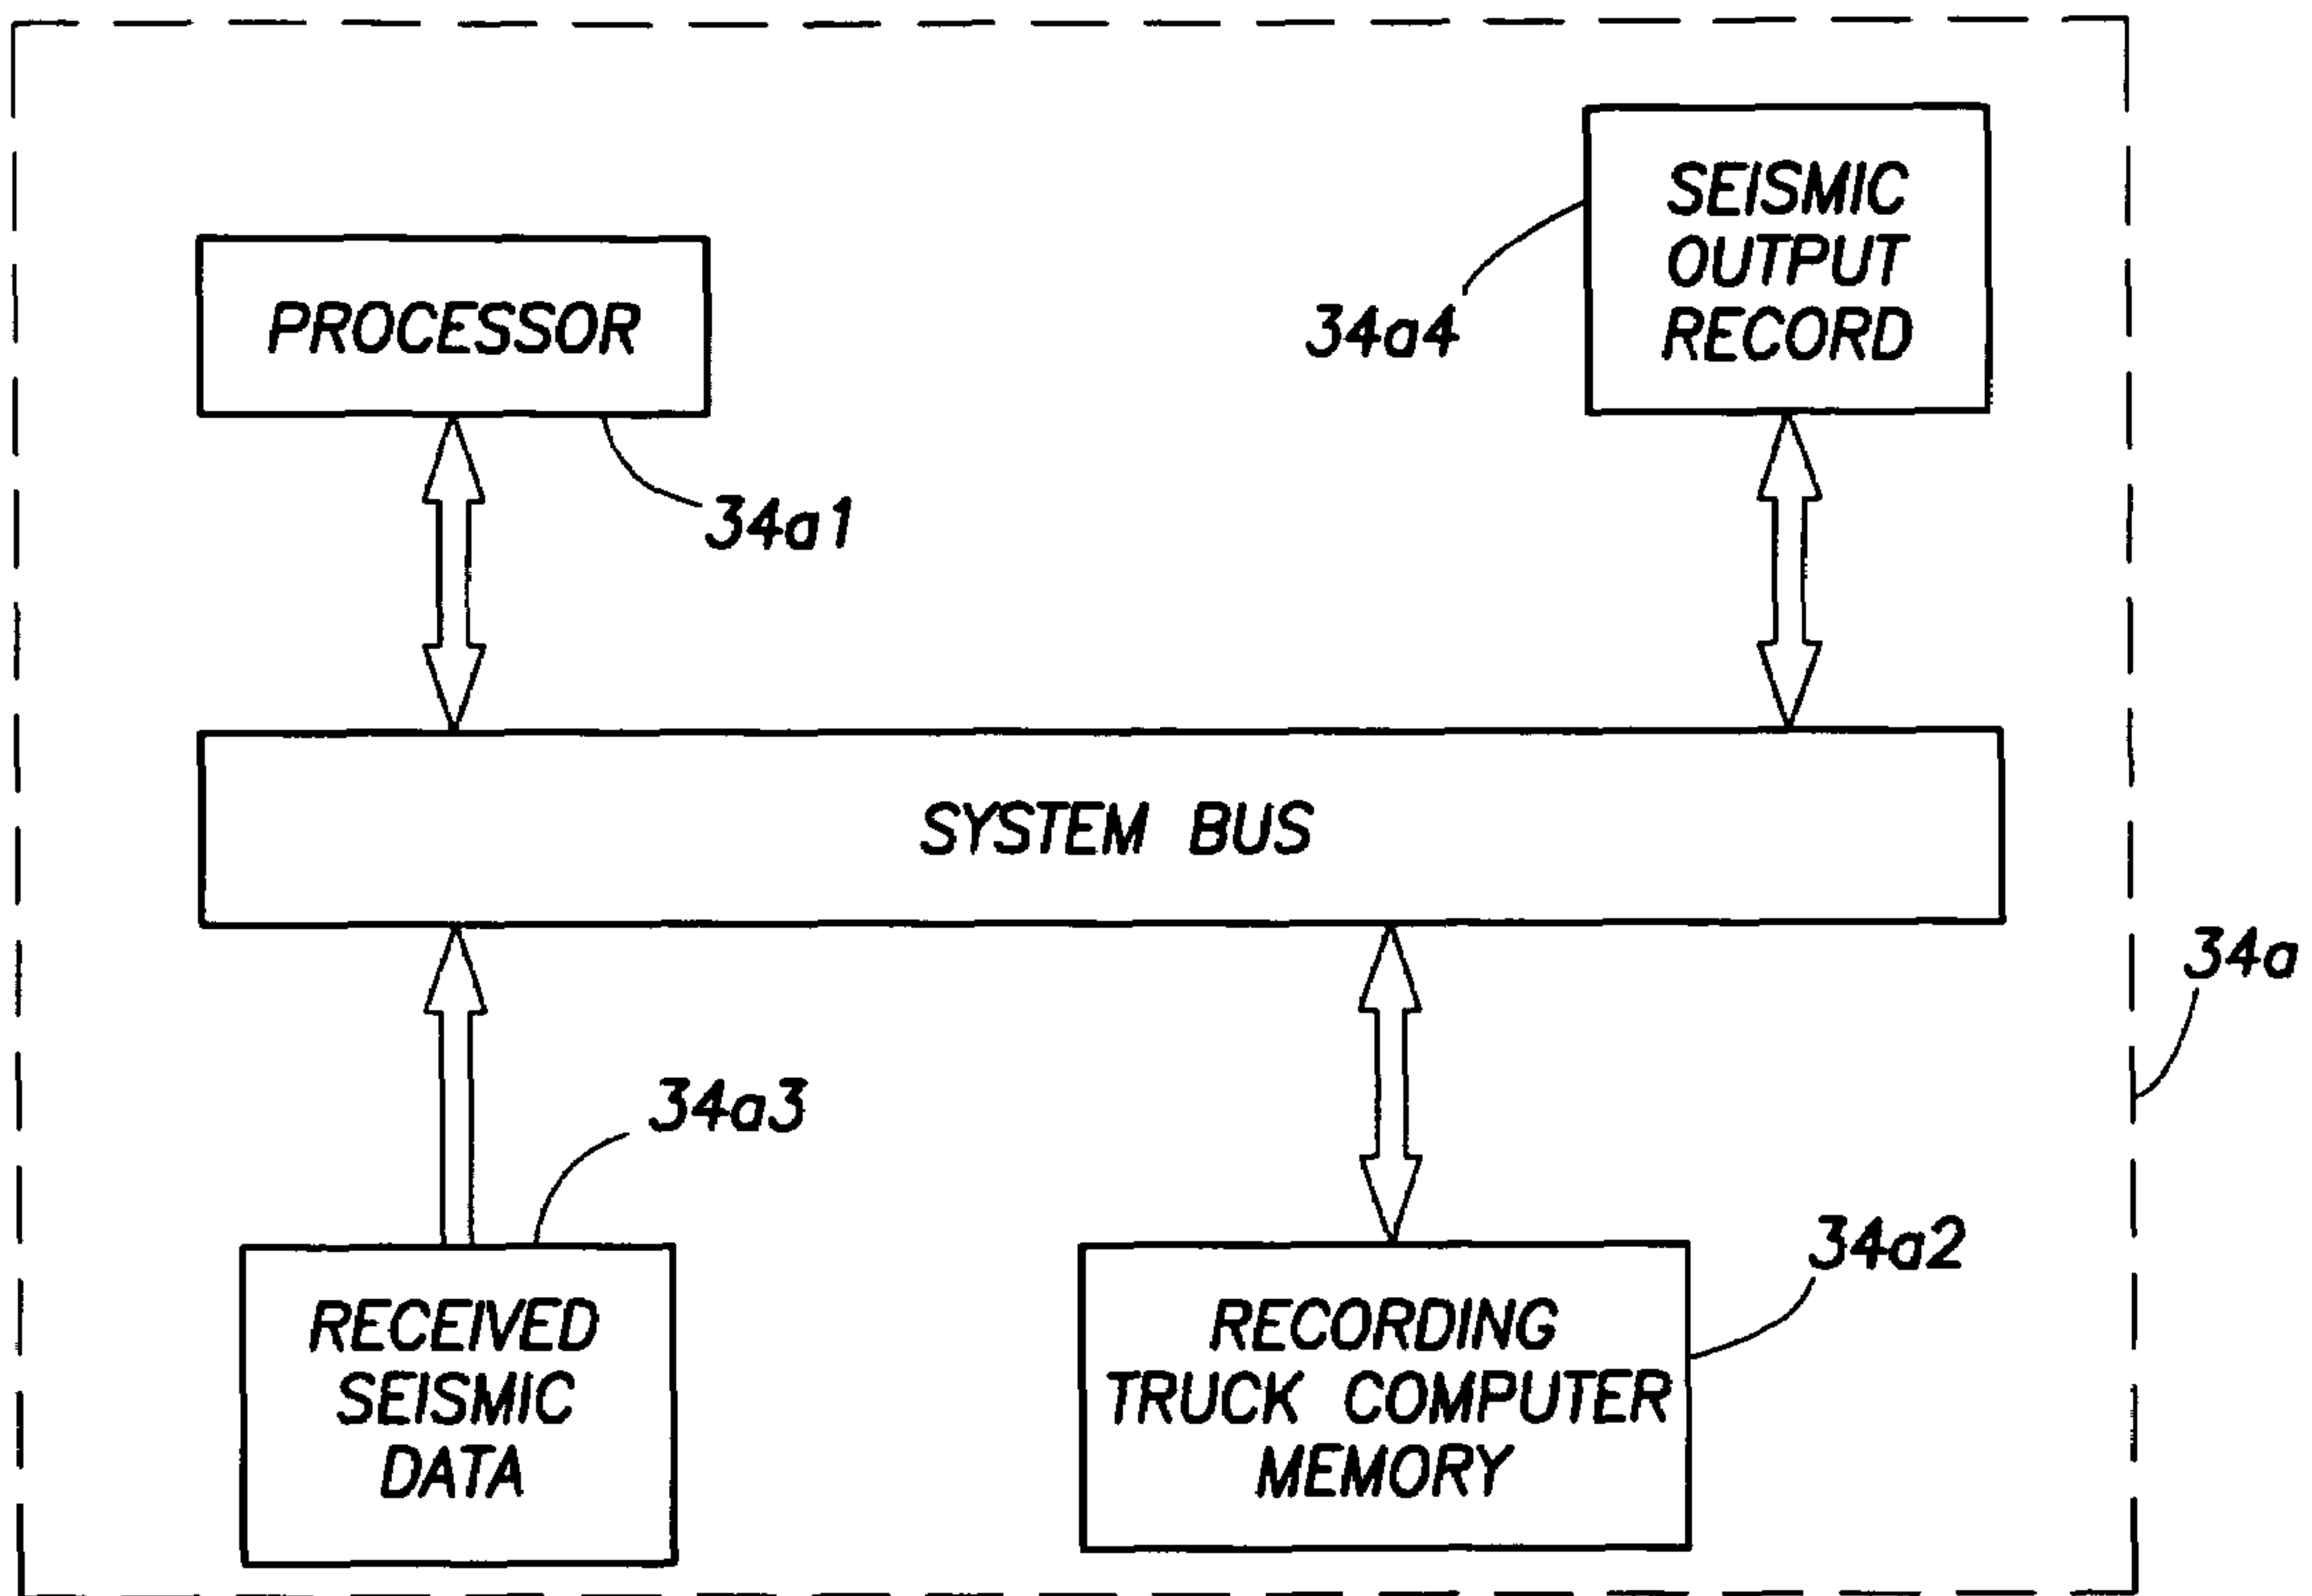 SEISMIC
OUTPUT
RECORD
34a4
PROCESSOR
34a1
SYSTEM BUS
34a
34a3
34a2
RECEIVED
SEISMIC
DATA
RECORDING
TRUCK COMPUTER
MEMORY